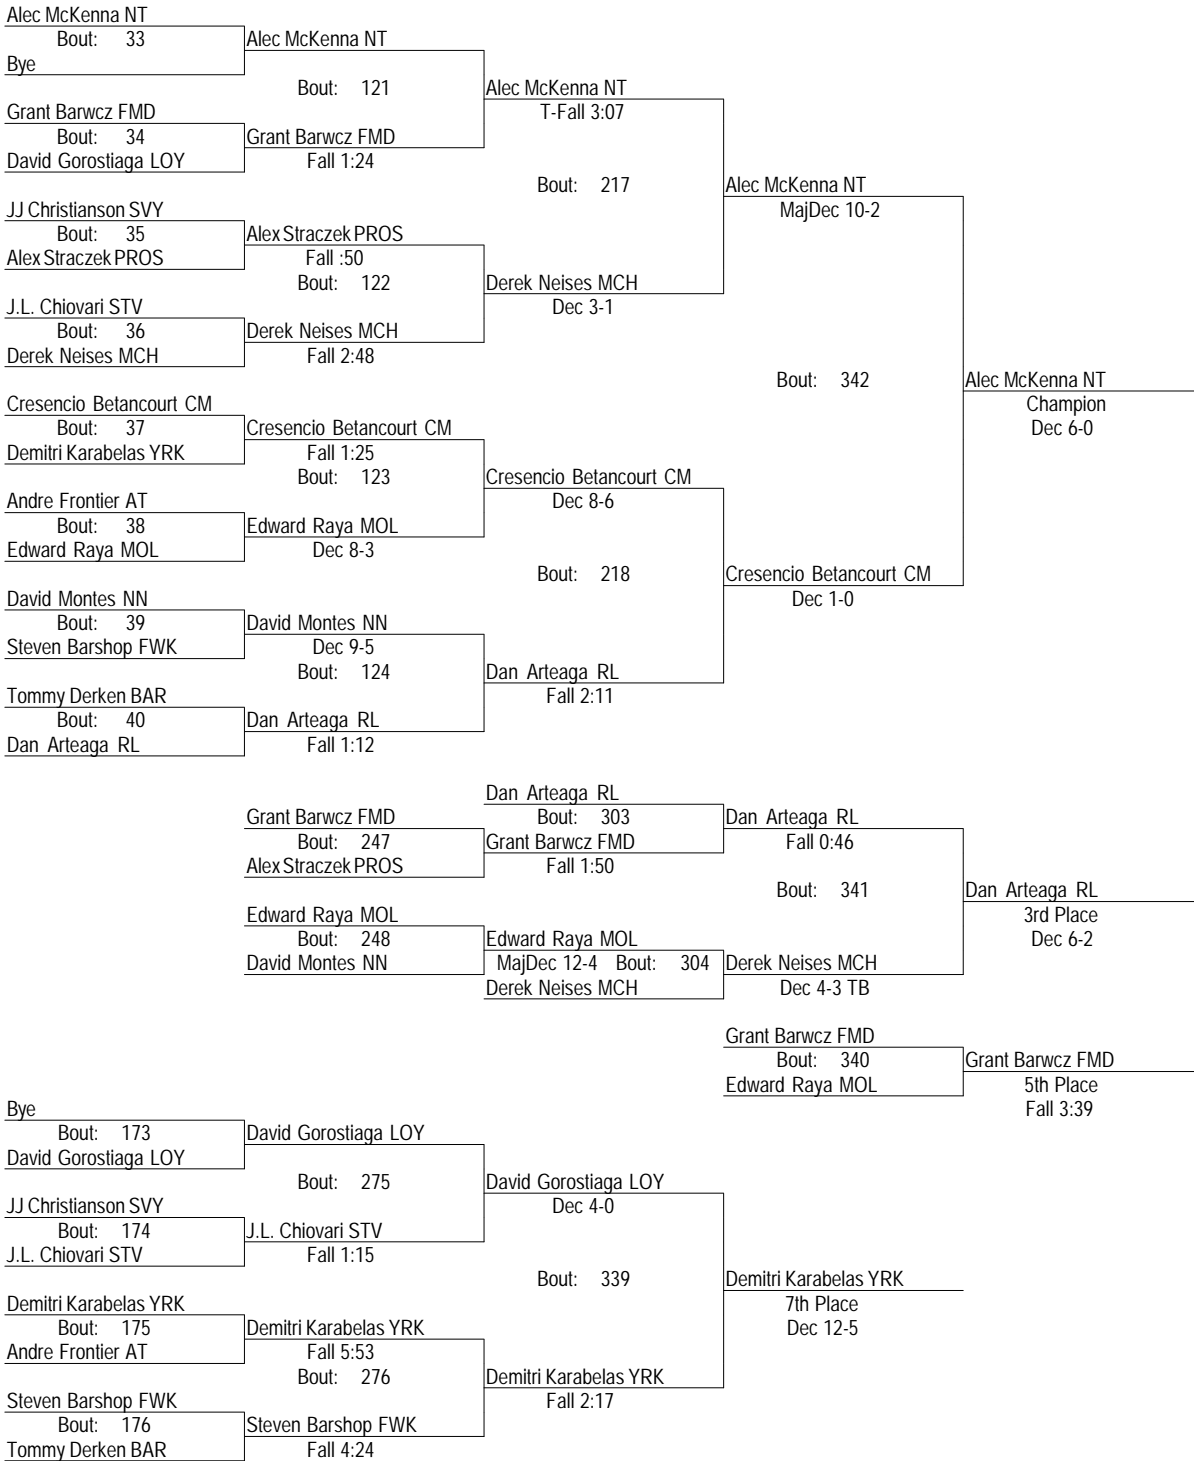 Alec McKenna NT
Bout: 33
Alec McKenna NT
Bye
Bout: 121
Alec McKenna NT
Grant Barwcz FMD
T-Fall 3:07
Bout: 34
Grant Barwcz FMD
David Gorostiaga LOY
Fall 1:24
Bout: 217
Alec McKenna NT
JJ Christianson SVY
MajDec 10-2
Bout: 35
Alex Straczek PROS
Alex Straczek PROS
Fall :50
Bout: 122
Derek Neises MCH
J.L. Chiovari STV
Dec 3-1
Bout: 36
Derek Neises MCH
Derek Neises MCH
Fall 2:48
Bout: 342
Alec McKenna NT
Cresencio Betancourt CM
Champion
Bout: 37
Cresencio Betancourt CM
Dec 6-0
Demitri Karabelas YRK
Fall 1:25
Bout: 123
Cresencio Betancourt CM
Andre Frontier AT
Dec 8-6
Bout: 38
Edward Raya MOL
Edward Raya MOL
Dec 8-3
Bout: 218
Cresencio Betancourt CM
David Montes NN
Dec 1-0
Bout: 39
David Montes NN
Steven Barshop FWK
Dec 9-5
Bout: 124
Dan Arteaga RL
Tommy Derken BAR
Fall 2:11
Bout: 40
Dan Arteaga RL
Dan Arteaga RL
Fall 1:12
Dan Arteaga RL
Grant Barwcz FMD
Bout: 303
Dan Arteaga RL
Bout: 247
Grant Barwcz FMD
Fall 0:46
Alex Straczek PROS
Fall 1:50
Bout: 341
Dan Arteaga RL
Edward Raya MOL
3rd Place
Bout: 248
Edward Raya MOL
Dec 6-2
David Montes NN
MajDec 12-4 Bout: 304
Derek Neises MCH
Derek Neises MCH
Dec 4-3 TB
Grant Barwcz FMD
Bout: 340
Grant Barwcz FMD
Edward Raya MOL
5th Place
Bye
Fall 3:39
Bout: 173
David Gorostiaga LOY
David Gorostiaga LOY
Bout: 275
David Gorostiaga LOY
JJ Christianson SVY
Dec 4-0
Bout: 174
J.L. Chiovari STV
J.L. Chiovari STV
Fall 1:15
Bout: 339
Demitri Karabelas YRK
Demitri Karabelas YRK
7th Place
Bout: 175
Demitri Karabelas YRK
Dec 12-5
Andre Frontier AT
Fall 5:53
Bout: 276
Demitri Karabelas YRK
Steven Barshop FWK
Fall 2:17
Bout: 176
Steven Barshop FWK
Tommy Derken BAR
Fall 4:24